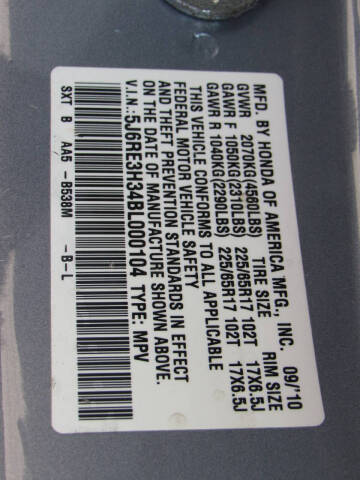 MFD. BY HONDA OF AMERICA MFG., INC. 09/'10
GVWR 2070KG(4560LBS) TIRE SIZE RIM SIZE
GAWR F 1050KG(2310LBS) 225/65R17 102T 17X6.5J
GAWR R 1040KG(2290LBS) 225/65R17 102T 17X6.5J
THIS VEHICLE CONFORMS TO ALL APPLICABLE
FEDERAL MOTOR VEHICLE SAFETY
AND THEFT PREVENTION STANDARDS IN EFFECT
ON THE DATE OF MANUFACTURE SHOWN ABOVE.
V.I.N.: 5J6RE3H34BL000104 TYPE: MPV
SXT B AA5 -B538M -B-L